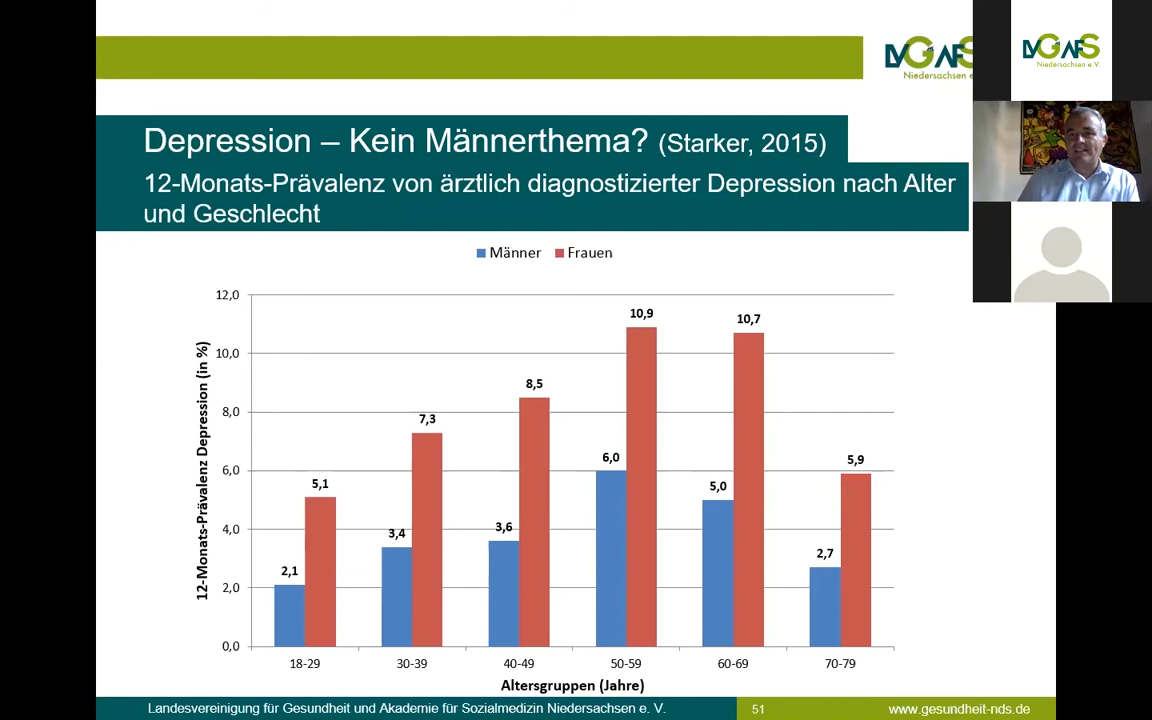 LVG AFS
Niedersachsen e
LVG AFS
Niedersachsen e. V.
Depression – Kein Männerthema? (Starker, 2015)
12-Monats-Prävalenz von ärztlich diagnostizierter Depression nach Alter
und Geschlecht
Männer Frauen
12-Monats-Prävalenz Depression (in %)
12,0
10,0
8,0
6,0
4,0
2,0
0,0
2,1 5,1
3,4 7,3
3,6 8,5
6,0 10,9
5,0 10,7
2,7 5,9
18-29 30-39 40-49 50-59 60-69 70-79
Altersgruppen (Jahre)
Landesvereinigung für Gesundheit und Akademie für Sozialmedizin Niedersachsen e. V. 51 www.gesundheit-nds.de